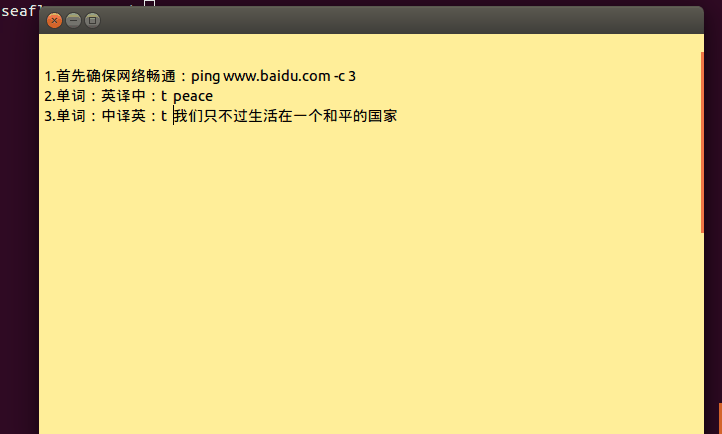 1.首先确保网络畅通：ping www.baidu.com -c 3
2.单词：英译中：t peace
3.单词：中译英：t 我们只不过生活在一个和平的国家